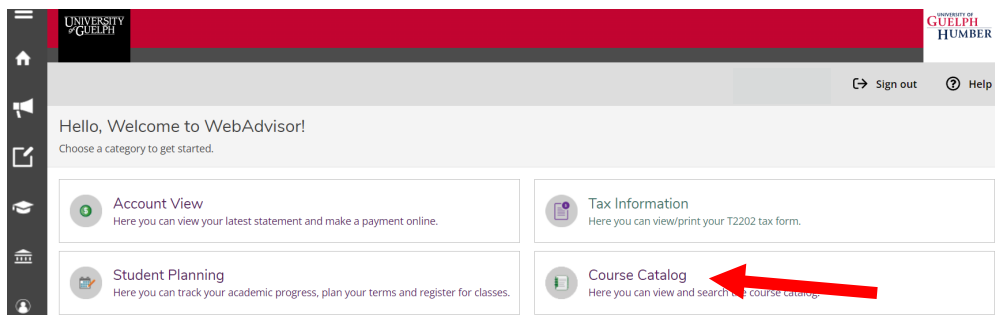 UNIVERSITY
of GUELPH
UNIVERSITY OF
GUELPH
HUMBER
Sign out
Help
Hello, Welcome to WebAdvisor!
Choose a category to get started.
Account View
Here you can view your latest statement and make a payment online.
Tax Information
Here you can view/print your T2202 tax form.
Student Planning
Here you can track your academic progress, plan your terms and register for classes.
Course Catalog
Here you can view and search the course catalog.